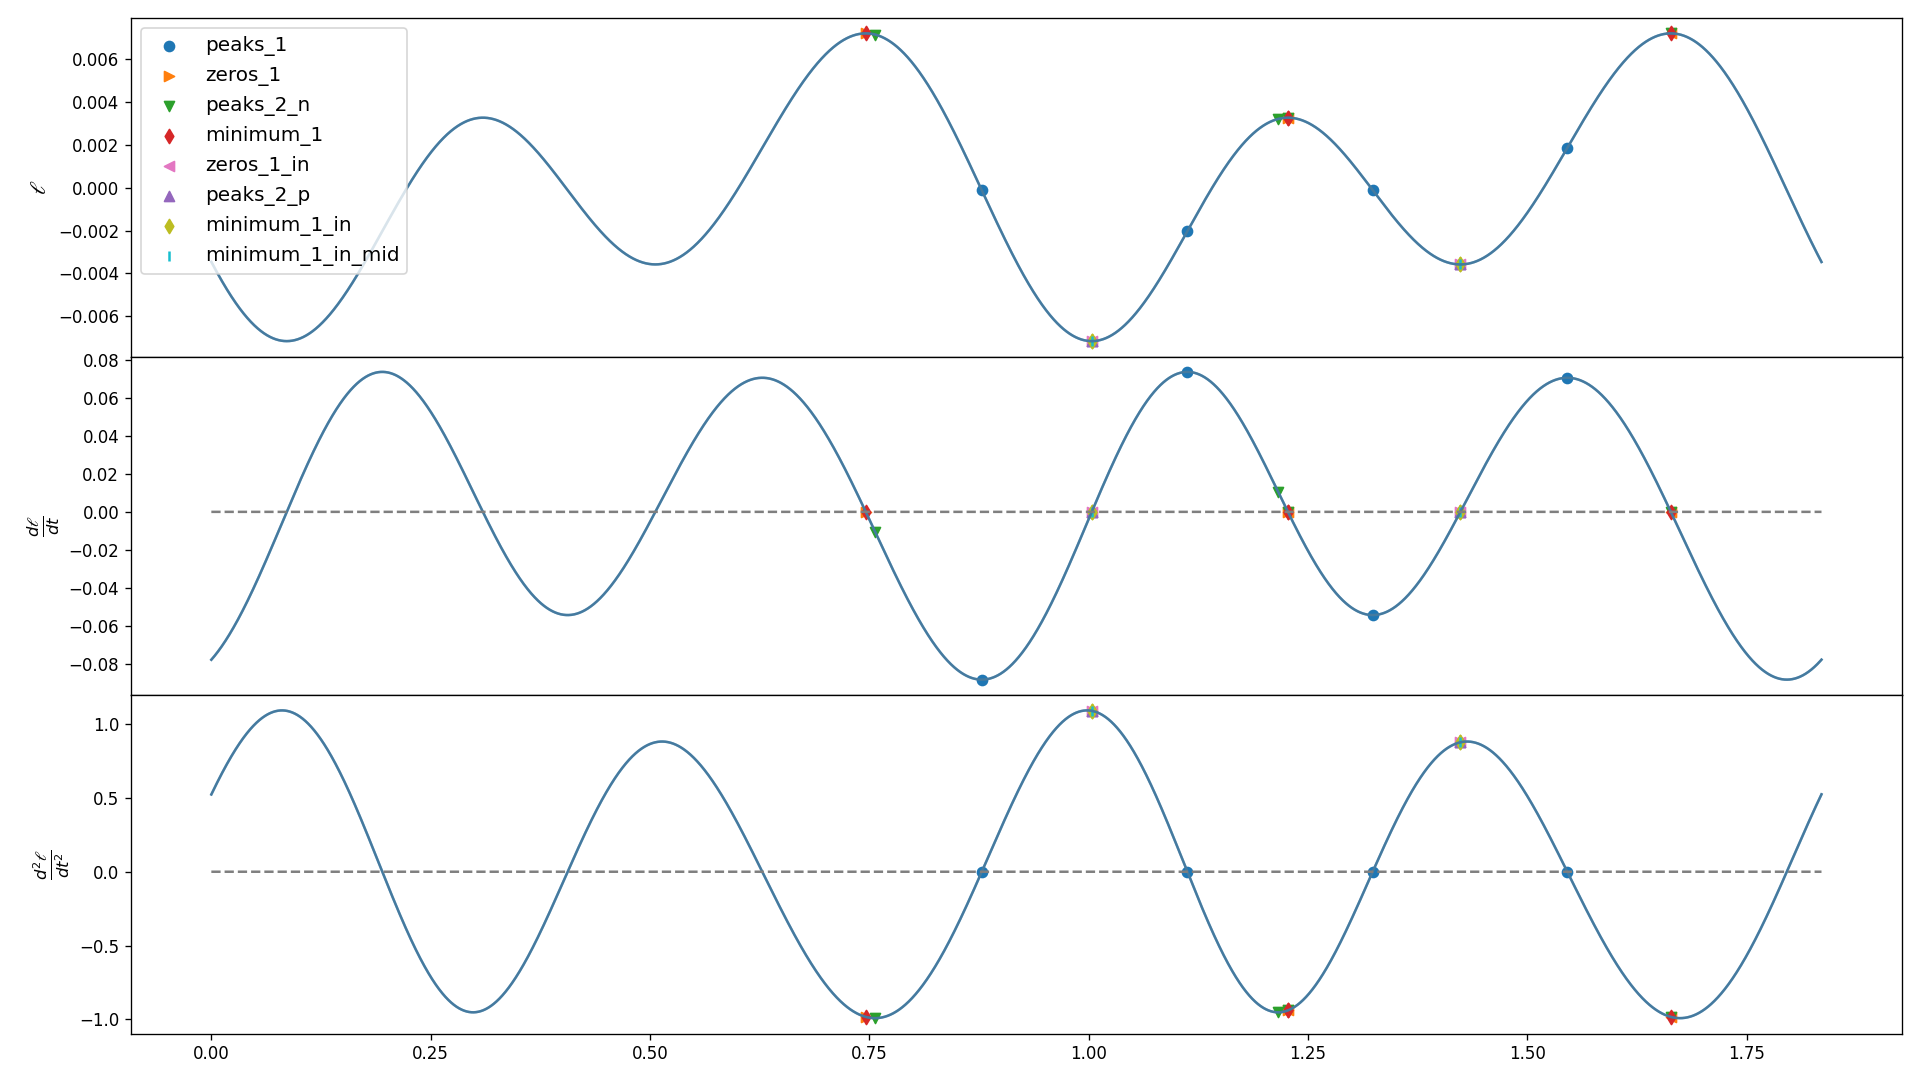 peaks_1
zeros_1
peaks_2_n
minimum_1
zeros_1_in
peaks_2_p
minimum_1_in
minimum_1_in_mid
0.006
0.004
0.002
0.000
−0.002
−0.004
−0.006
ℓ
0.08
0.06
0.04
0.02
0.00
−0.02
−0.04
−0.06
−0.08
dℓ
dt
1.0
0.5
0.0
−0.5
−1.0
d²ℓ
dt²
0.00 0.25 0.50 0.75 1.00 1.25 1.50 1.75